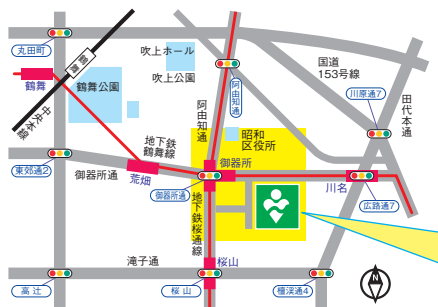 丸田町
鶴舞
鶴舞
中央本線
鶴舞公園
吹上ホール
吹上公園
阿由知通
国道
153号線
川原通7
田代本通
阿由知通
昭和
区役所
地下鉄
鶴舞線
東郊通2
御器所通
荒畑
御器所
御器所通
川名
広路通7
地下鉄桜通線
滝子通
桜山
高辻
桜山
檀渓通4
N